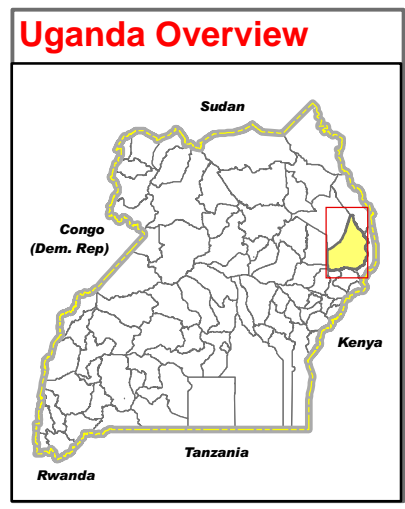 Uganda Overview
Sudan
Congo
(Dem. Rep)
Kenya
Tanzania
Rwanda